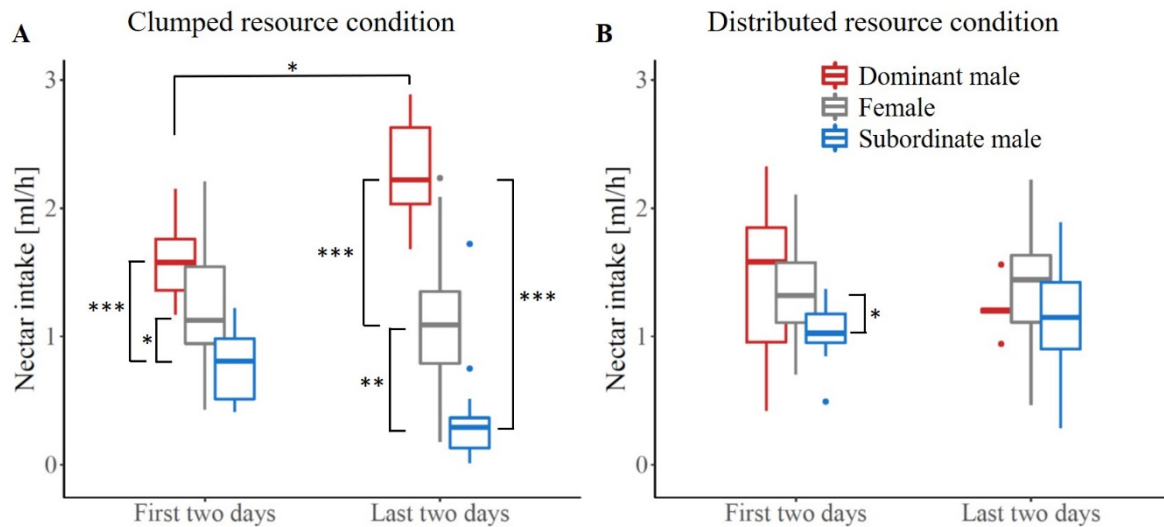 A
Clumped resource condition
Nectar intake [ml/h]
3
2
1
0
*
***
*
***
**
***
First two days
Last two days
B
Distributed resource condition
Dominant male
Female
Subordinate male
Nectar intake [ml/h]
3
2
1
0
*
First two days
Last two days